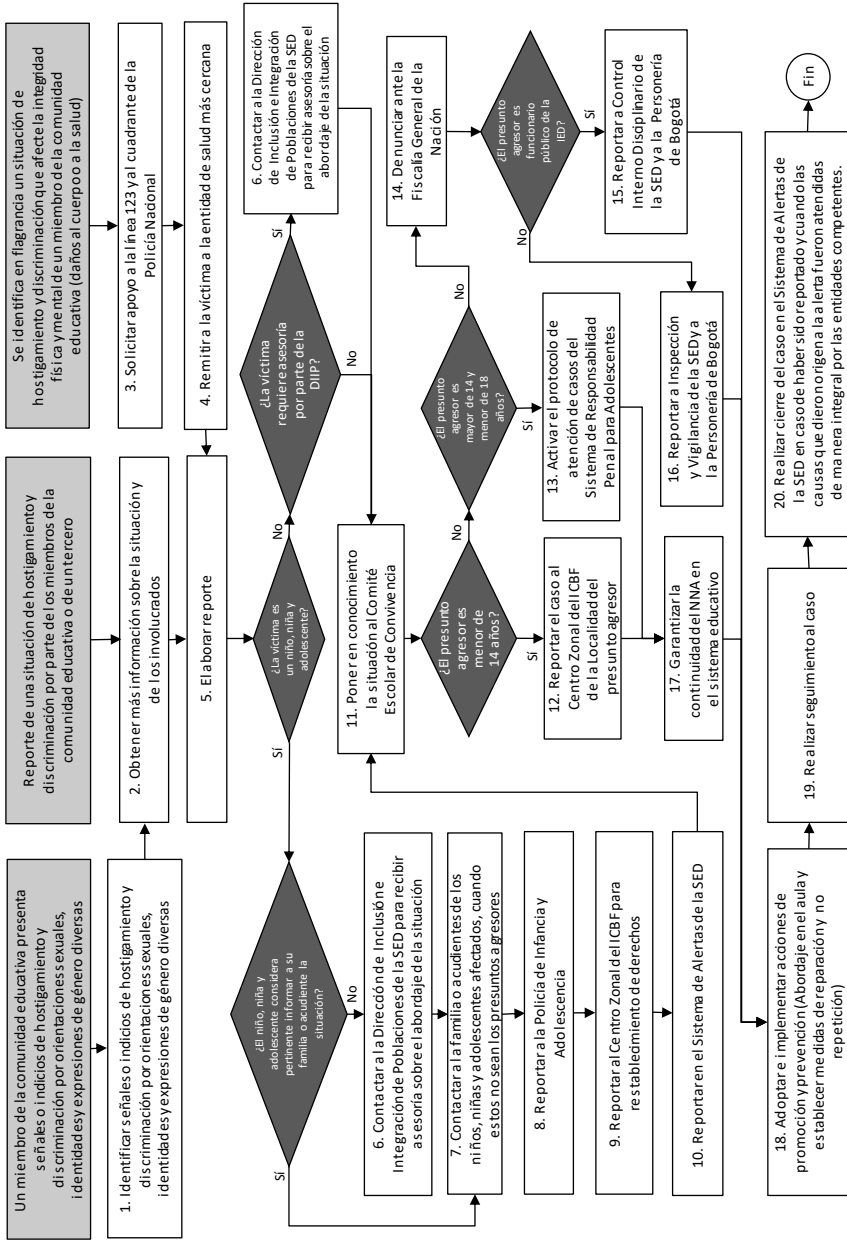 Un miembro de la comunidad educativa presenta
señales o indicios de hostigamiento y
discriminación por orientaciones sexuales,
identidades y expresiones de género diversas
Reporte de una situación de hostigamiento y
discriminación por parte de los miembros de la
comunidad educativa o de un tercero
Se identifica en flagrancia un situación de
hostigamiento y discriminación que afecte la integridad
física y mental de un miembro de la comunidad
educativa (daños al cuerpo o a la salud)
1. Identificar señales o indicios de hostigamiento y
discriminación por orientaciones sexuales,
identidades y expresiones de género diversas
2. Obtener más información sobre la situación y
de los involucrados
3. Solicitar apoyo a la línea 123 y al cuadrante de la
Policía Nacional
4. Remitir a la víctima a la entidad de salud más cercana
5. Elaborar reporte
¿La víctima es
un niño, niña y
adolescente?
Sí
No
¿La víctima
requiere asesoría
por parte de la
DIIP?
Sí
No
6. Contactar a la Dirección
de Inclusión e Integración
de Poblaciones de la SED
para recibir asesoría sobre el
abordaje de la situación
¿El niño, niña y
adolescente considera
pertinente informar a su
familia o acudiente la
situación?
Sí
No
6. Contactar a la Dirección de Inclusión e
Integración de Poblaciones de la SED para recibir
asesoría sobre el abordaje de la situación
7. Contactar al la familia o acudientes de los
niños, niñas y adolescentes afectados, cuando
estos no sean los presuntos agresores
8. Reportar a la Policía de Infancia y
Adolescencia
9. Reportar al Centro Zonal del ICBF para
restablecimiento de derechos
10. Reportar en el Sistema de Alertas de la SED
11. Poner en conocimiento
la situación al Comité
Escolar de Convivencia
¿El presunto
agresor es
menor de
14 años?
Sí
No
12. Reportar el caso al
Centro Zonal del ICBF
de la Localidad del
presunto agresor
¿El presunto
agresor es
mayor de 14 y
menor de 18
años?
Sí
No
13. Activar el protocolo de
atención de casos del
Sistema de Responsabilidad
Penal para Adolescentes
14. Denunciar ante la
Fiscalía General de la
Nación
¿El presunto
agresor es
funcionario
público de la
IED?
No
Sí
15. Reportar a Control
Interno Disciplinario de
la SED y a la Personería
de Bogotá
16. Reportar a Inspección
y Vigilancia de la SED y a
la Personería de Bogotá
17. Garantizar la
continuidad del NNA en
el sistema educativo
18. Adoptar e implementar acciones de
promoción y prevención (Abordaje en el aula y
establecer medidas de reparación y no
repetición)
19. Realizar seguimiento al caso
20. Realizar cierre del caso en el Sistema de Alertas de
la SED en caso de haber sido reportado y cuando las
causas que dieron origen a la alerta fueron atendidas
de manera integral por las entidades competentes.
Fin